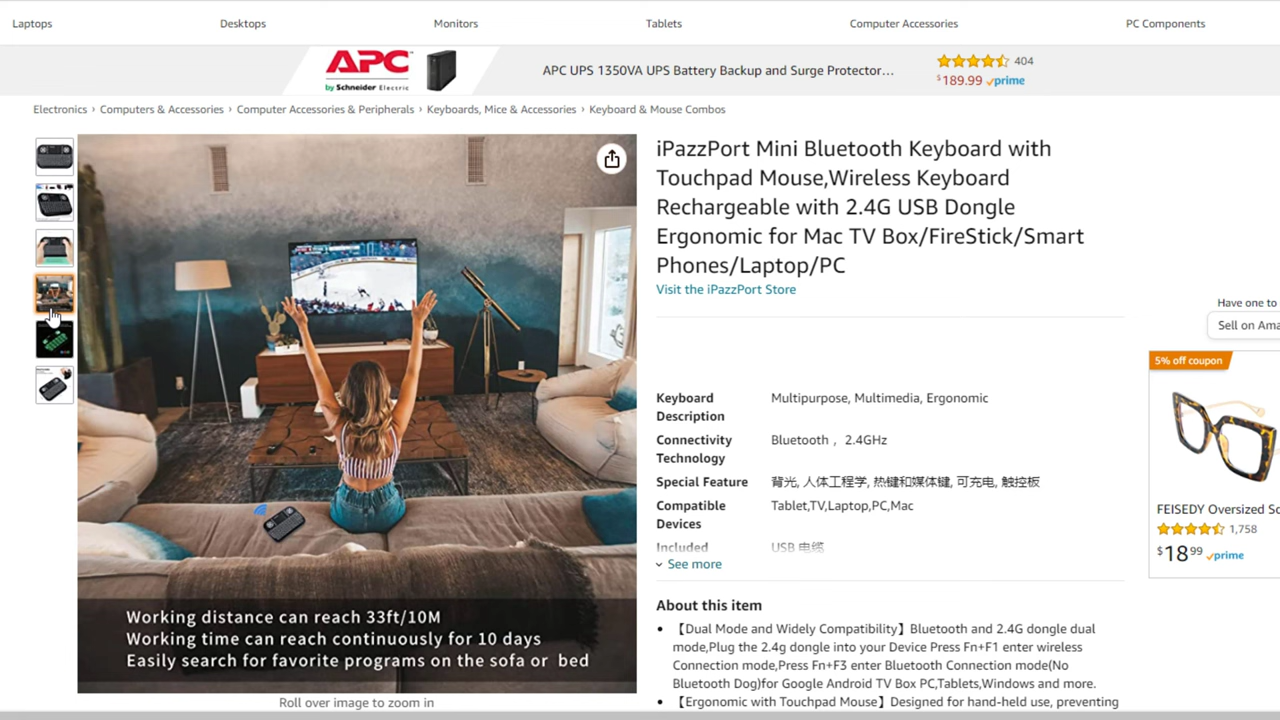 Laptops Desktops Monitors Tablets Computer Accessories PC Components
APC
by Schneider Electric
APC UPS 1350VA UPS Battery Backup and Surge Protector…
404
$189.99 prime
Electronics › Computers & Accessories › Computer Accessories & Peripherals › Keyboards, Mice & Accessories › Keyboard & Mouse Combos
iPazzPort Mini Bluetooth Keyboard with
Touchpad Mouse,Wireless Keyboard
Rechargeable with 2.4G USB Dongle
Ergonomic for Mac TV Box/FireStick/Smart
Phones/Laptop/PC
Visit the iPazzPort Store
Keyboard Multipurpose, Multimedia, Ergonomic
Description
Connectivity Bluetooth , 2.4GHz
Technology
Special Feature 背光, 人体工程学, 热键和媒体键, 可充电, 触控板
Compatible Tablet,TV,Laptop,PC,Mac
Devices
Included USB 电缆
See more
About this item
【Dual Mode and Widely Compatibility】Bluetooth and 2.4G dongle dual
mode,Plug the 2.4g dongle into your Device Press Fn+F1 enter wireless
Connection mode,Press Fn+F3 enter Bluetooth Connection mode(No
Bluetooth Dog)for Google Android TV Box PC,Tablets,Windows and more.
【Ergonomic with Touchpad Mouse】Designed for hand-held use, preventing
Working distance can reach 33ft/10M
Working time can reach continuously for 10 days
Easily search for favorite programs on the sofa or bed
Roll over image to zoom in
Have one to
Sell on Ama
5% off coupon
FEISEDY Oversized Sq
1,758
$18 99 prime